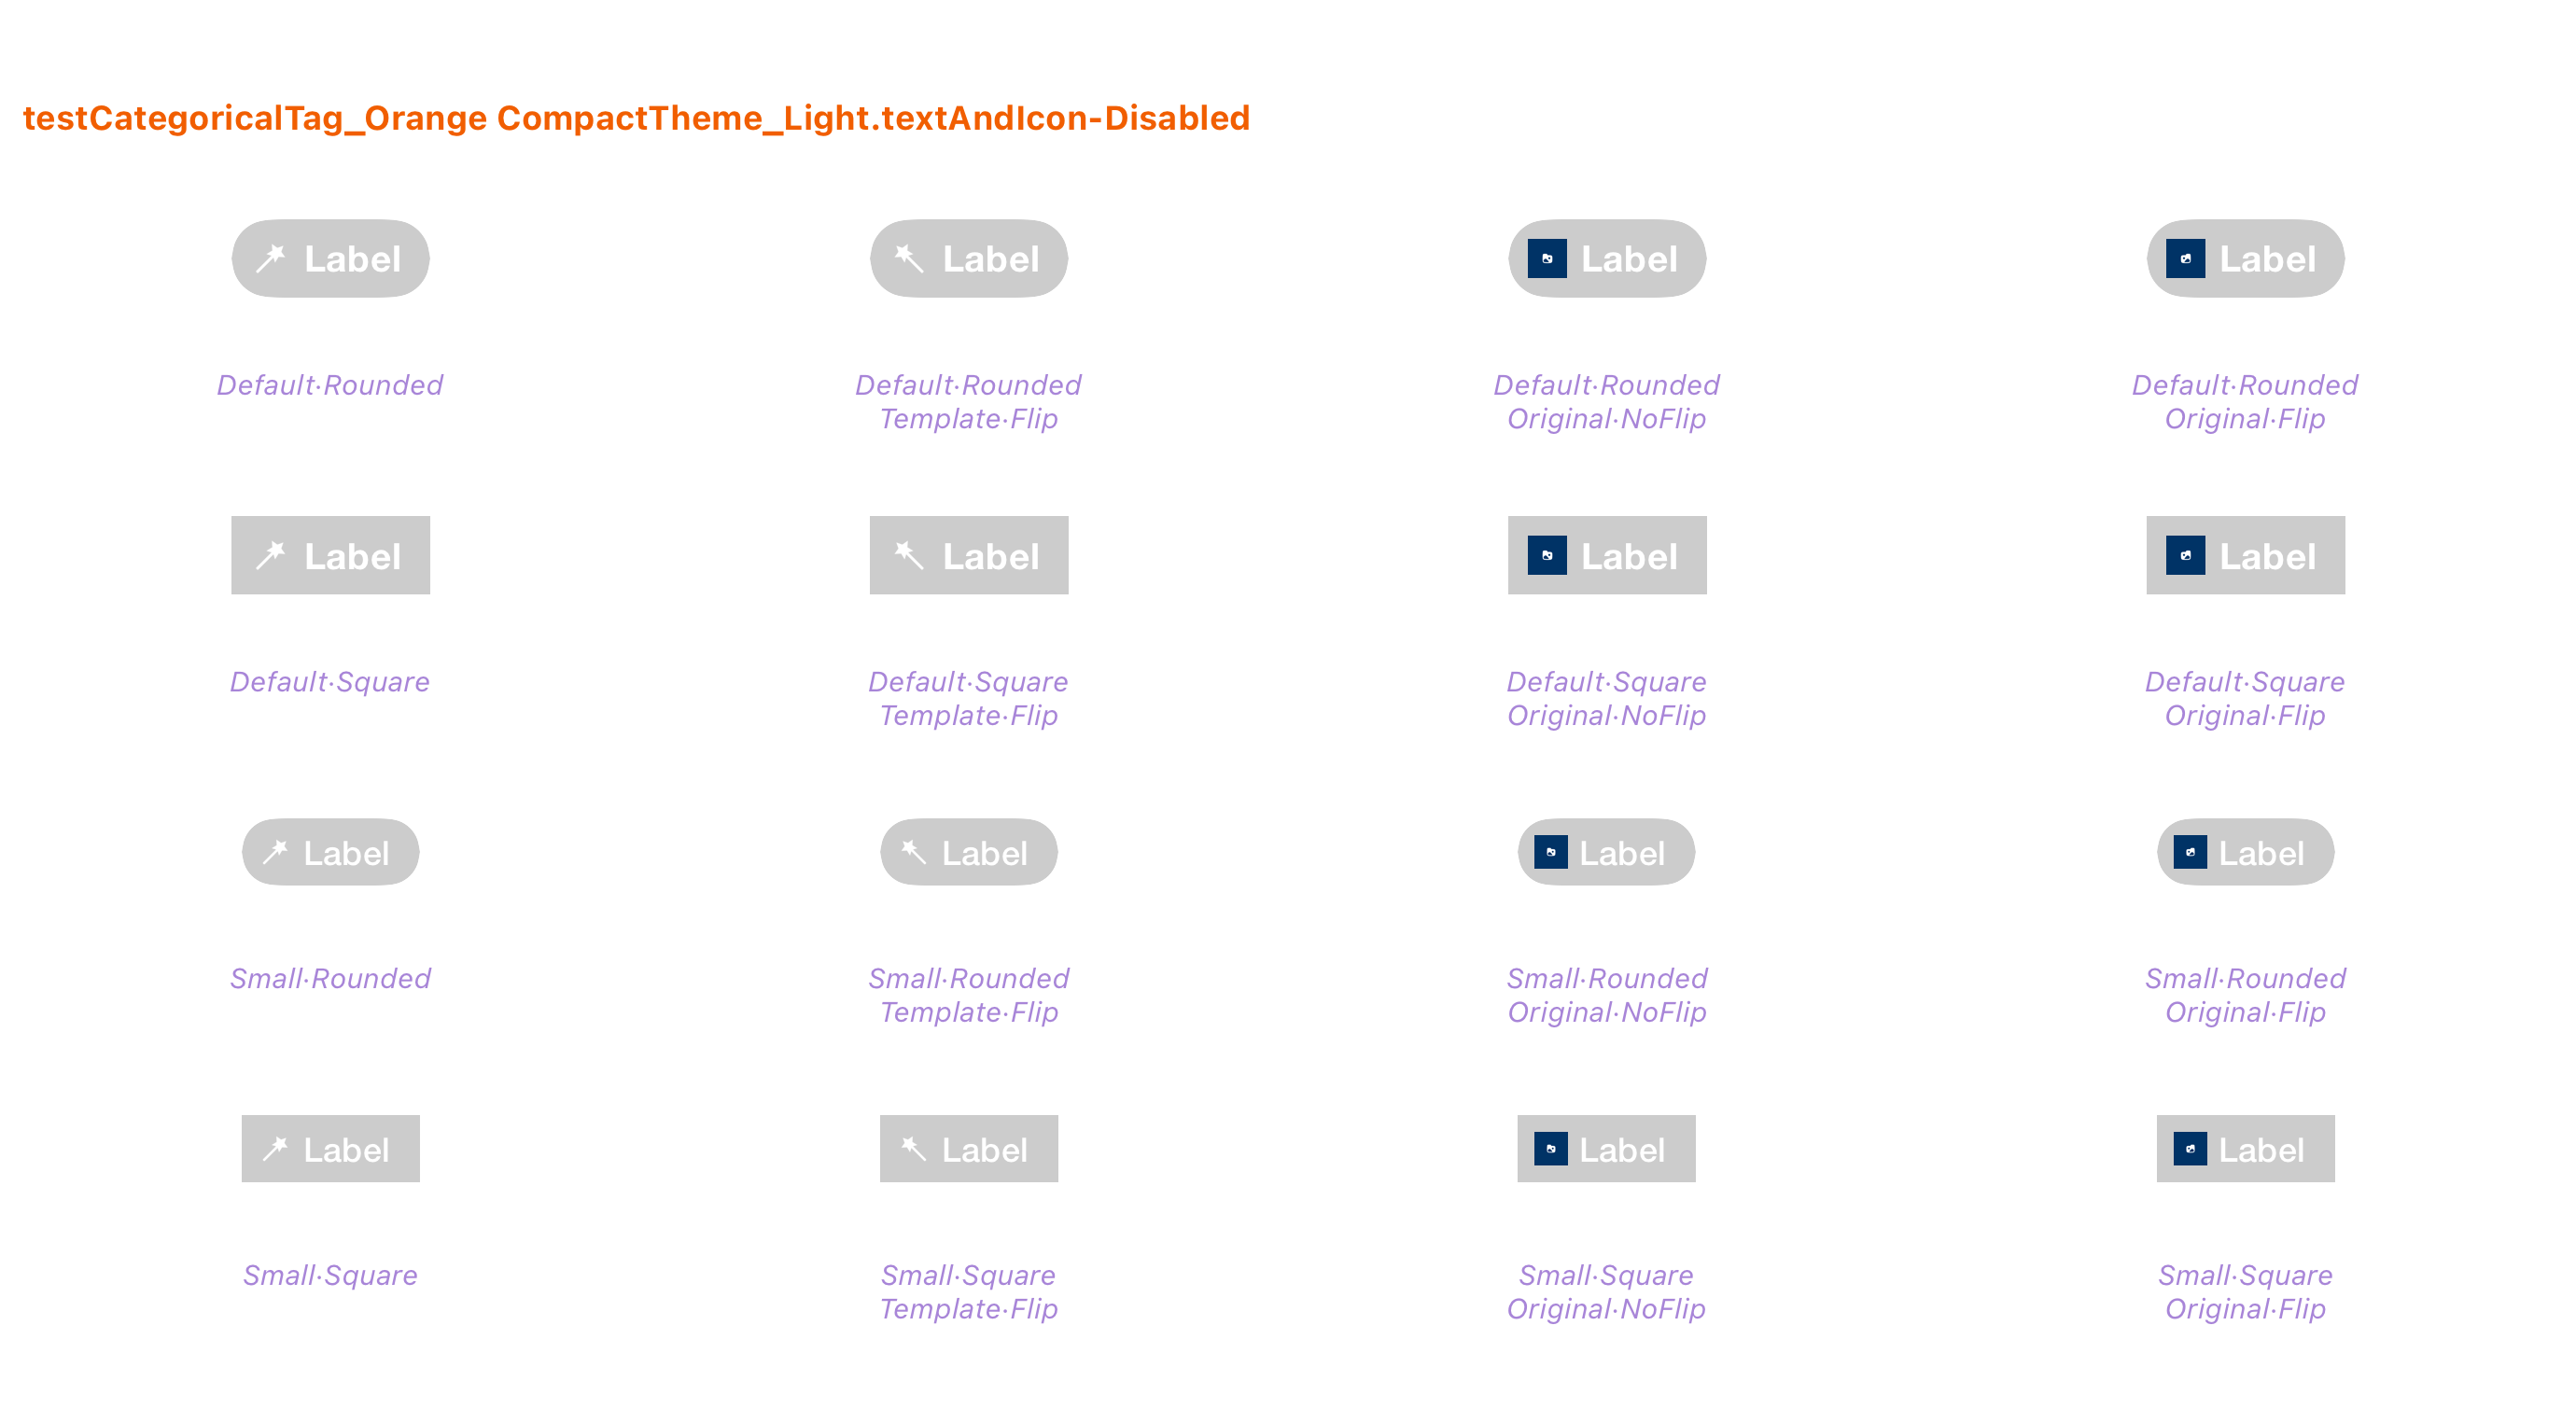 testCategoricalTag_Orange CompactTheme_Light.textAndIcon-Disabled
Label Label Label Label
Default·Rounded Default·Rounded Default·Rounded Default·Rounded
Template·Flip Original·NoFlip Original·Flip
Label Label Label Label
Default·Square Default·Square Default·Square Default·Square
Template·Flip Original·NoFlip Original·Flip
Label Label Label Label
Small·Rounded Small·Rounded Small·Rounded Small·Rounded
Template·Flip Original·NoFlip Original·Flip
Label Label Label Label
Small·Square Small·Square Small·Square Small·Square
Template·Flip Original·NoFlip Original·Flip